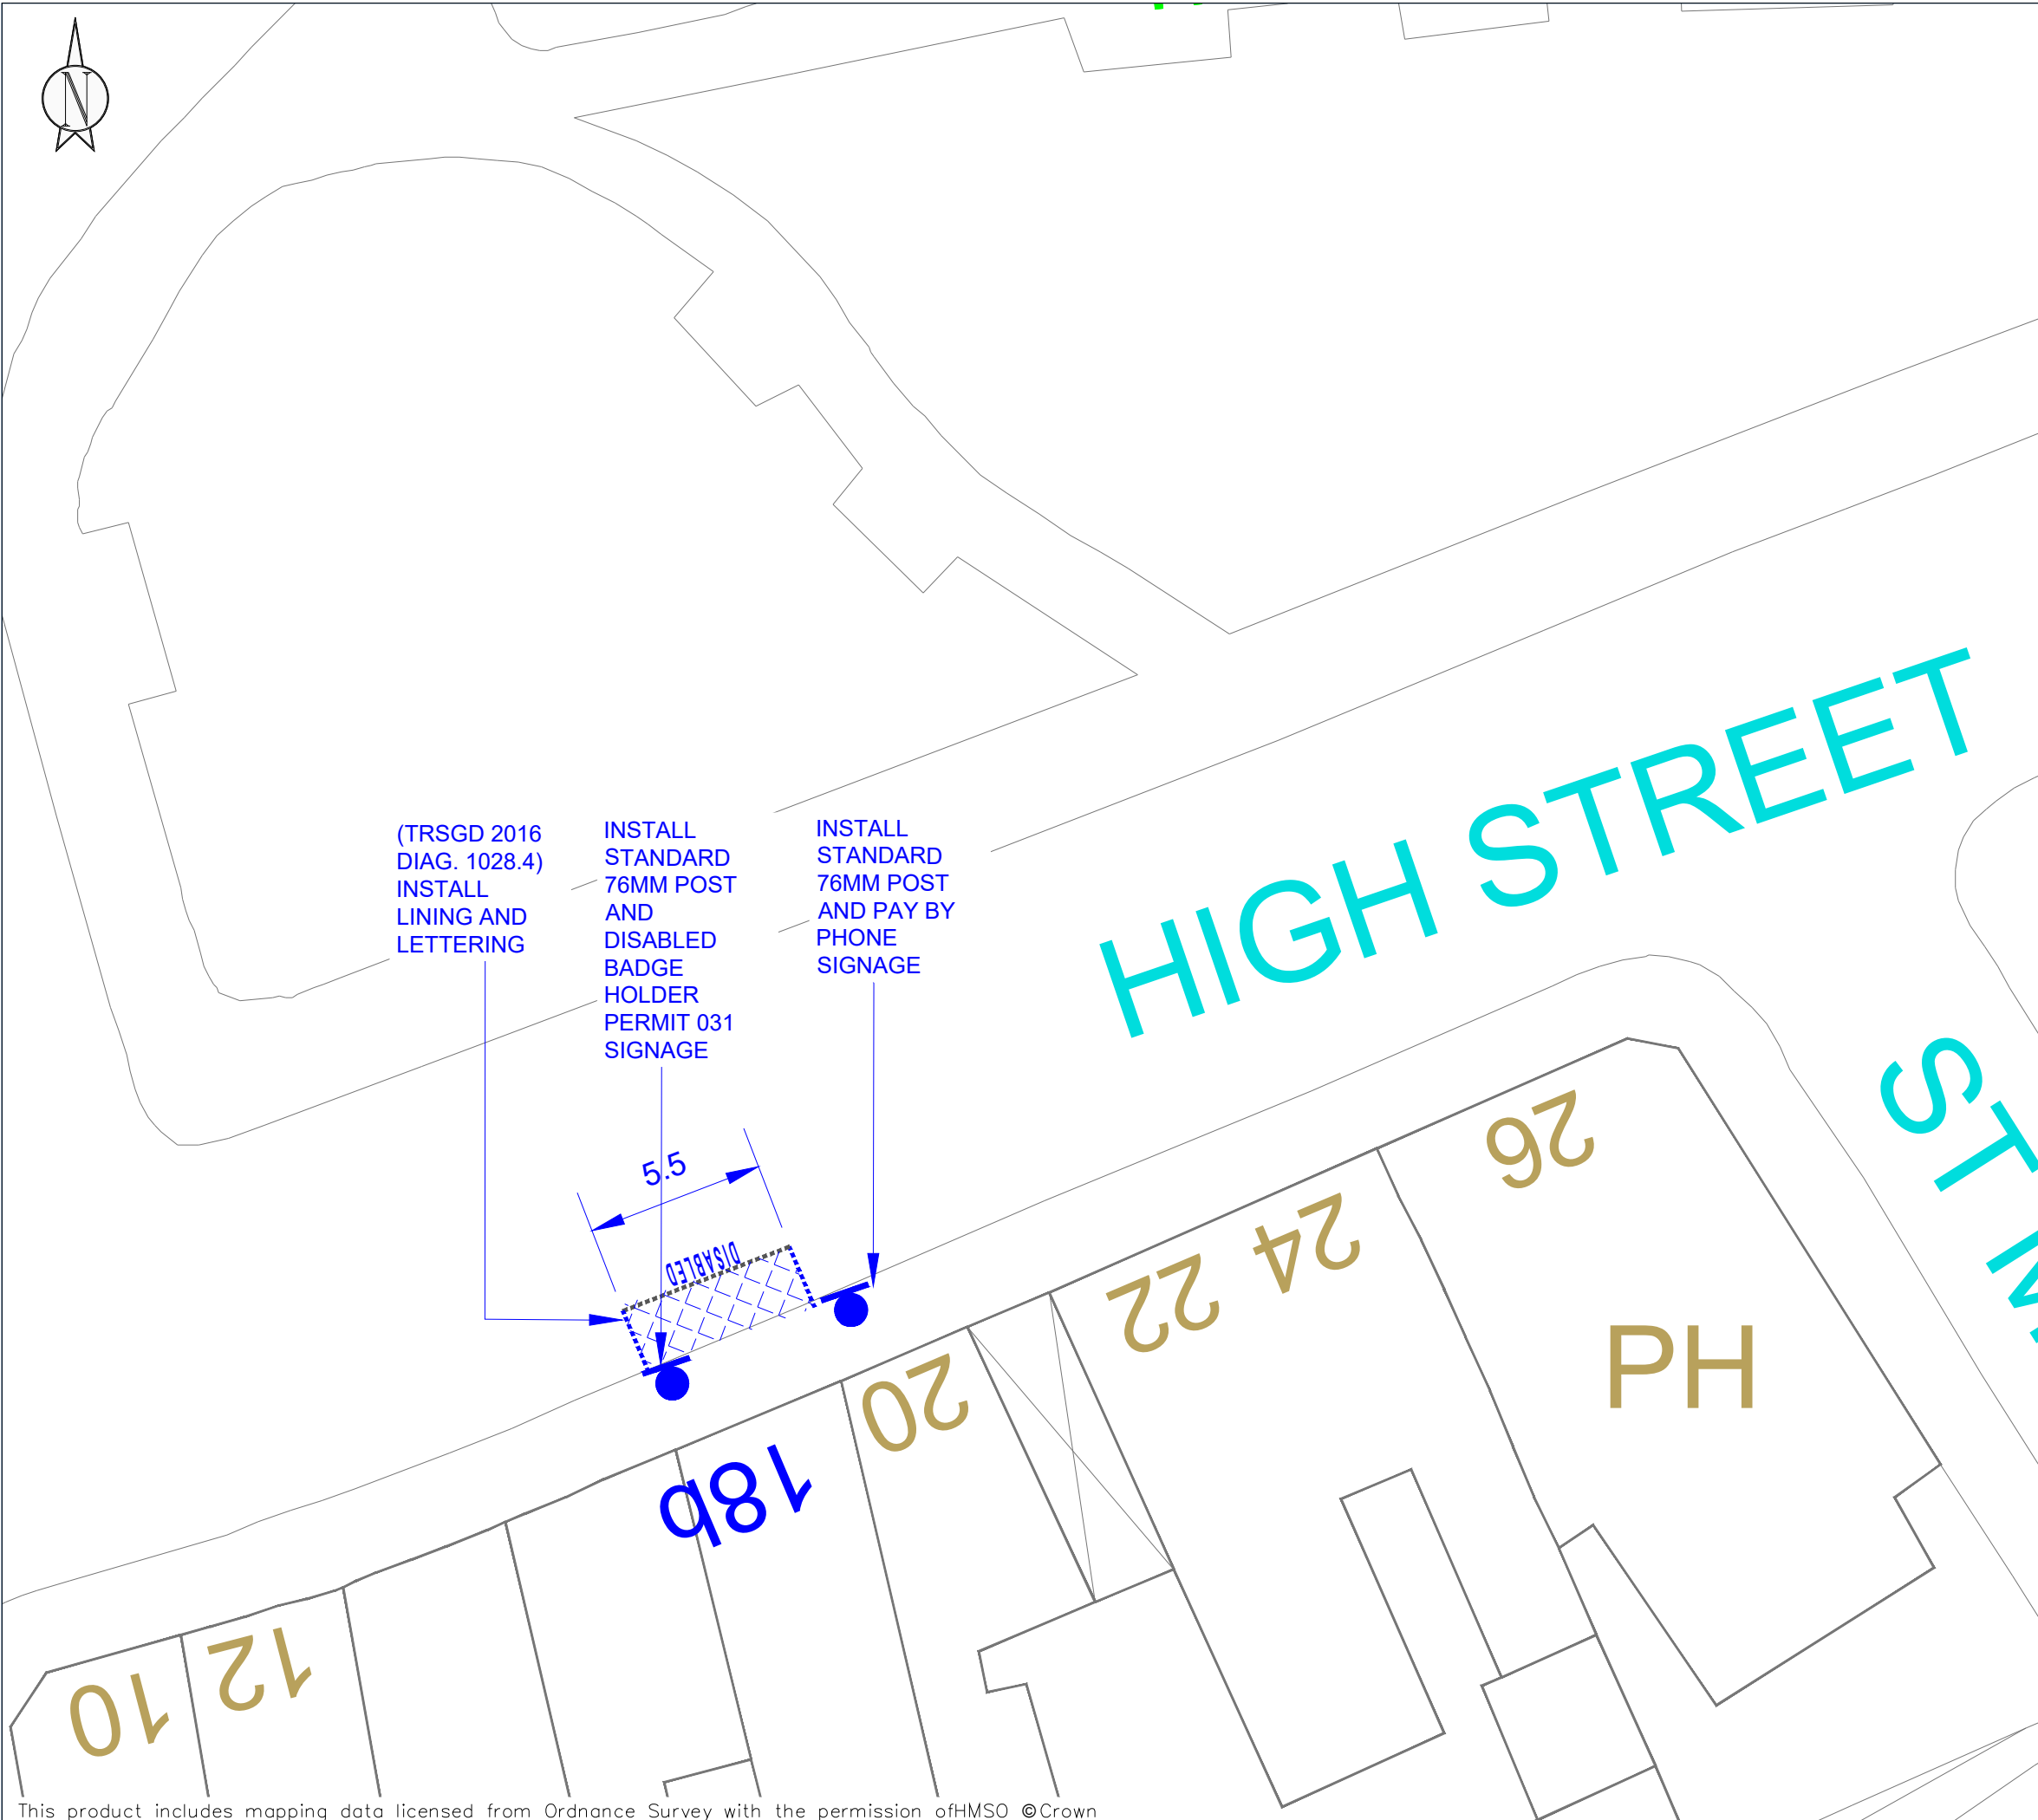 N
(TRSGD 2016
DIAG. 1028.4)
INSTALL
LINING AND
LETTERING
INSTALL
STANDARD
76MM POST
AND
DISABLED
BADGE
HOLDER
PERMIT 031
SIGNAGE
INSTALL
STANDARD
76MM POST
AND PAY BY
PHONE
SIGNAGE
HIGH STREET
ST M
5.5
DISABLED
26
24
22
20
18b
PH
12
10
This product includes mapping data licensed from Ordnance Survey with the permission ofHMSO ©Crown